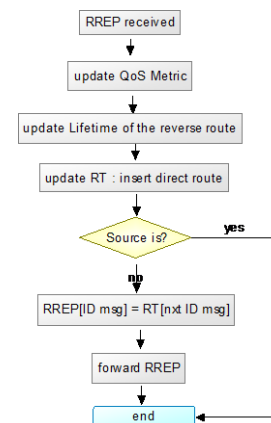 RREP received
update QoS Metric
update Lifetime of the reverse route
update RT : insert direct route
Source is?
yes
no
RREP[ID msg] = RT[nxt ID msg]
forward RREP
end